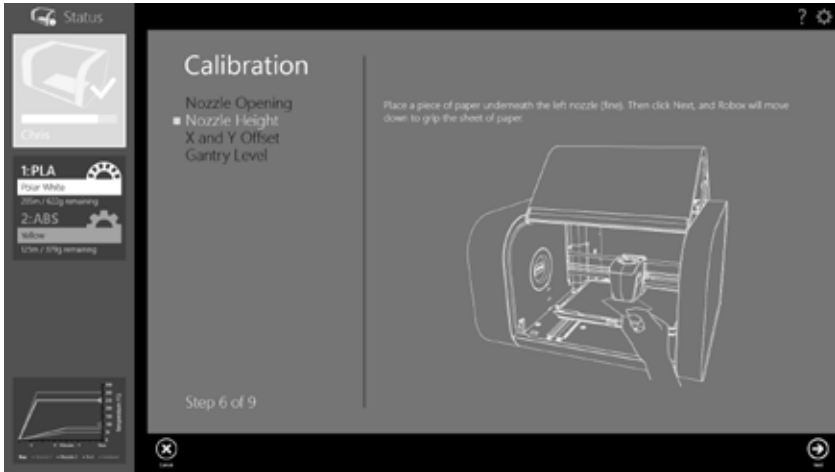 Status
?
Calibration
Nozzle Opening
Nozzle Height
X and Y Offset
Gantry Level
Place a piece of paper underneath the left nozzle (fine). Then click Next, and Robox will move
down to grip the sheet of paper.
Chris
1:PLA
Polar White
205m / 622g remaining
2:ABS
Yellow
125m / 379g remaining
Step 6 of 9
Cancel
Next